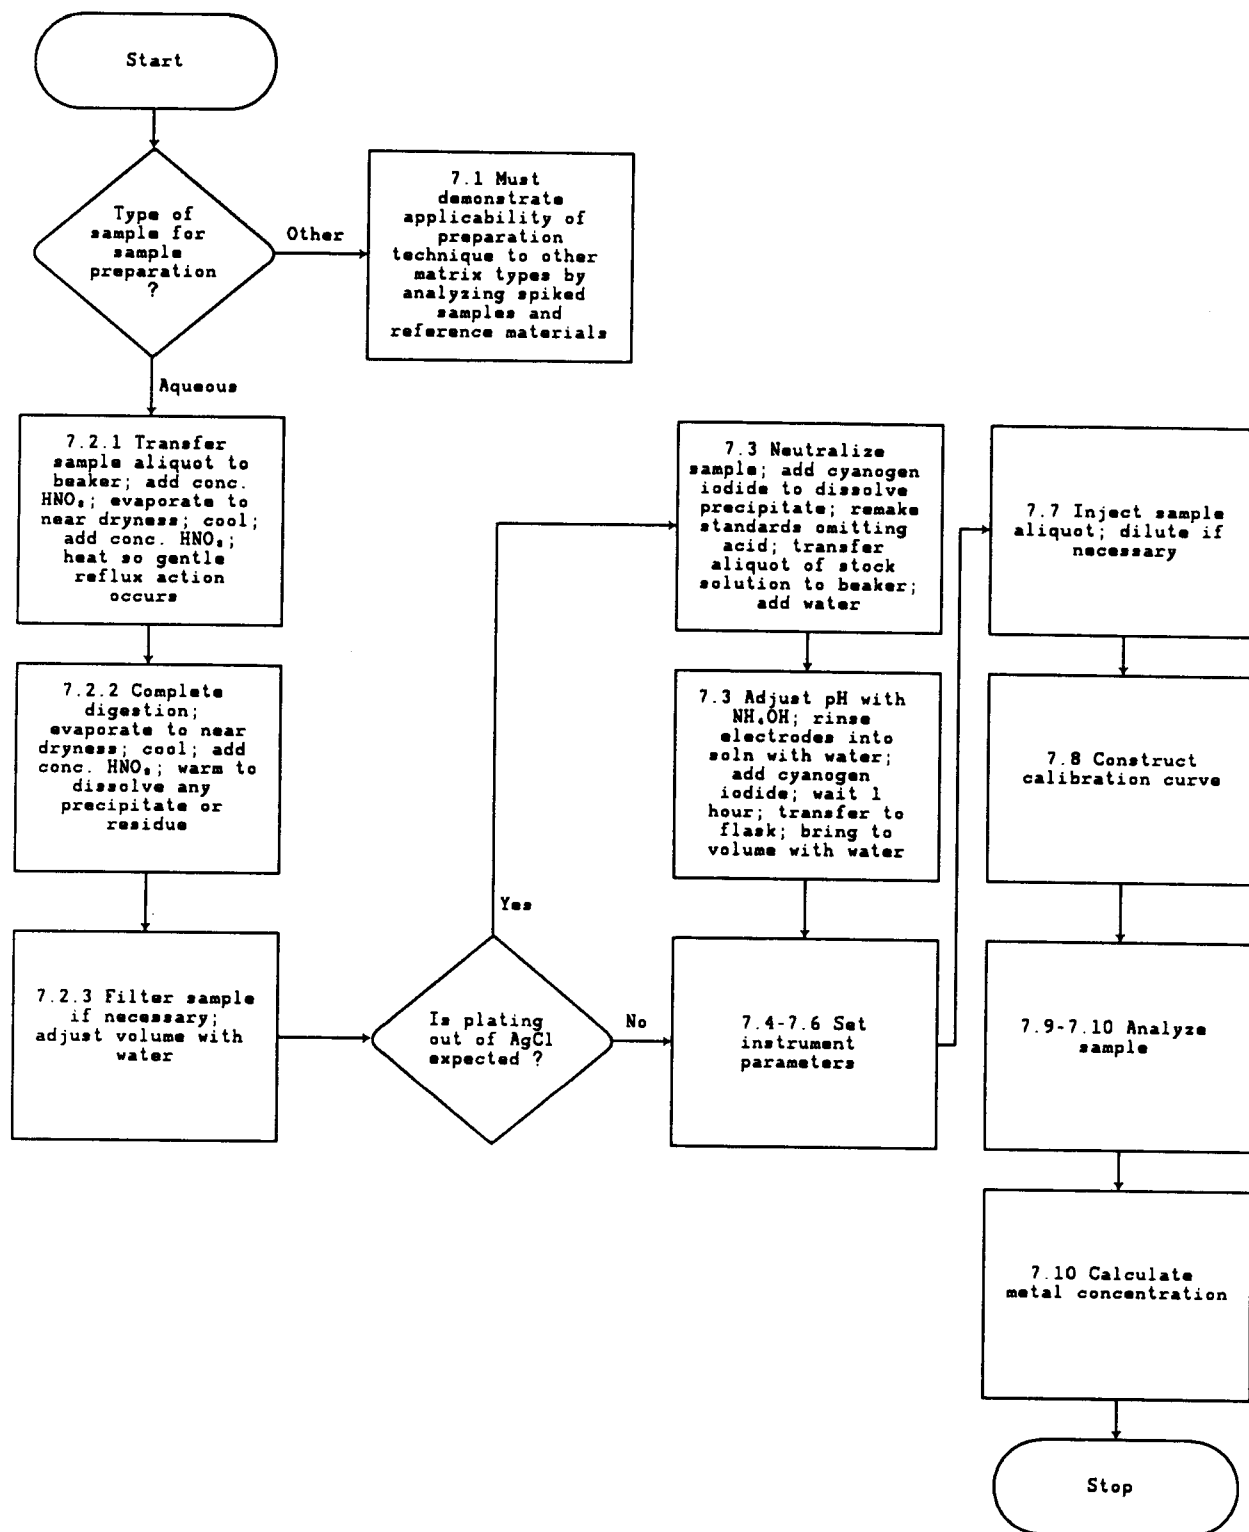 Start
Type of
sample for
sample
preparation
?
Other
7.1 Must
demonstrate
applicability of
preparation
technique to other
matrix types by
analyzing spiked
samples and
reference materials
Aqueous
7.2.1 Transfer
sample aliquot to
beaker; add conc.
HNO₃; evaporate to
near dryness; cool;
add conc. HNO₃;
heat so gentle
reflux action
occurs
7.2.2 Complete
digestion;
evaporate to near
dryness; cool; add
conc. HNO₃; warm to
dissolve any
precipitate or
residue
7.2.3 Filter sample
if necessary;
adjust volume with
water
Is plating
out of AgCl
expected ?
Yes
No
7.3 Neutralize
sample; add cyanogen
iodide to dissolve
precipitate; remake
standards omitting
acid; transfer
aliquot of stock
solution to beaker;
add water
7.3 Adjust pH with
NH₄OH; rinse
electrodes into
soln with water;
add cyanogen
iodide; wait 1
hour; transfer to
flask; bring to
volume with water
7.4-7.6 Set
instrument
parameters
7.7 Inject sample
aliquot; dilute if
necessary
7.8 Construct
calibration curve
7.9-7.10 Analyze
sample
7.10 Calculate
metal concentration
Stop